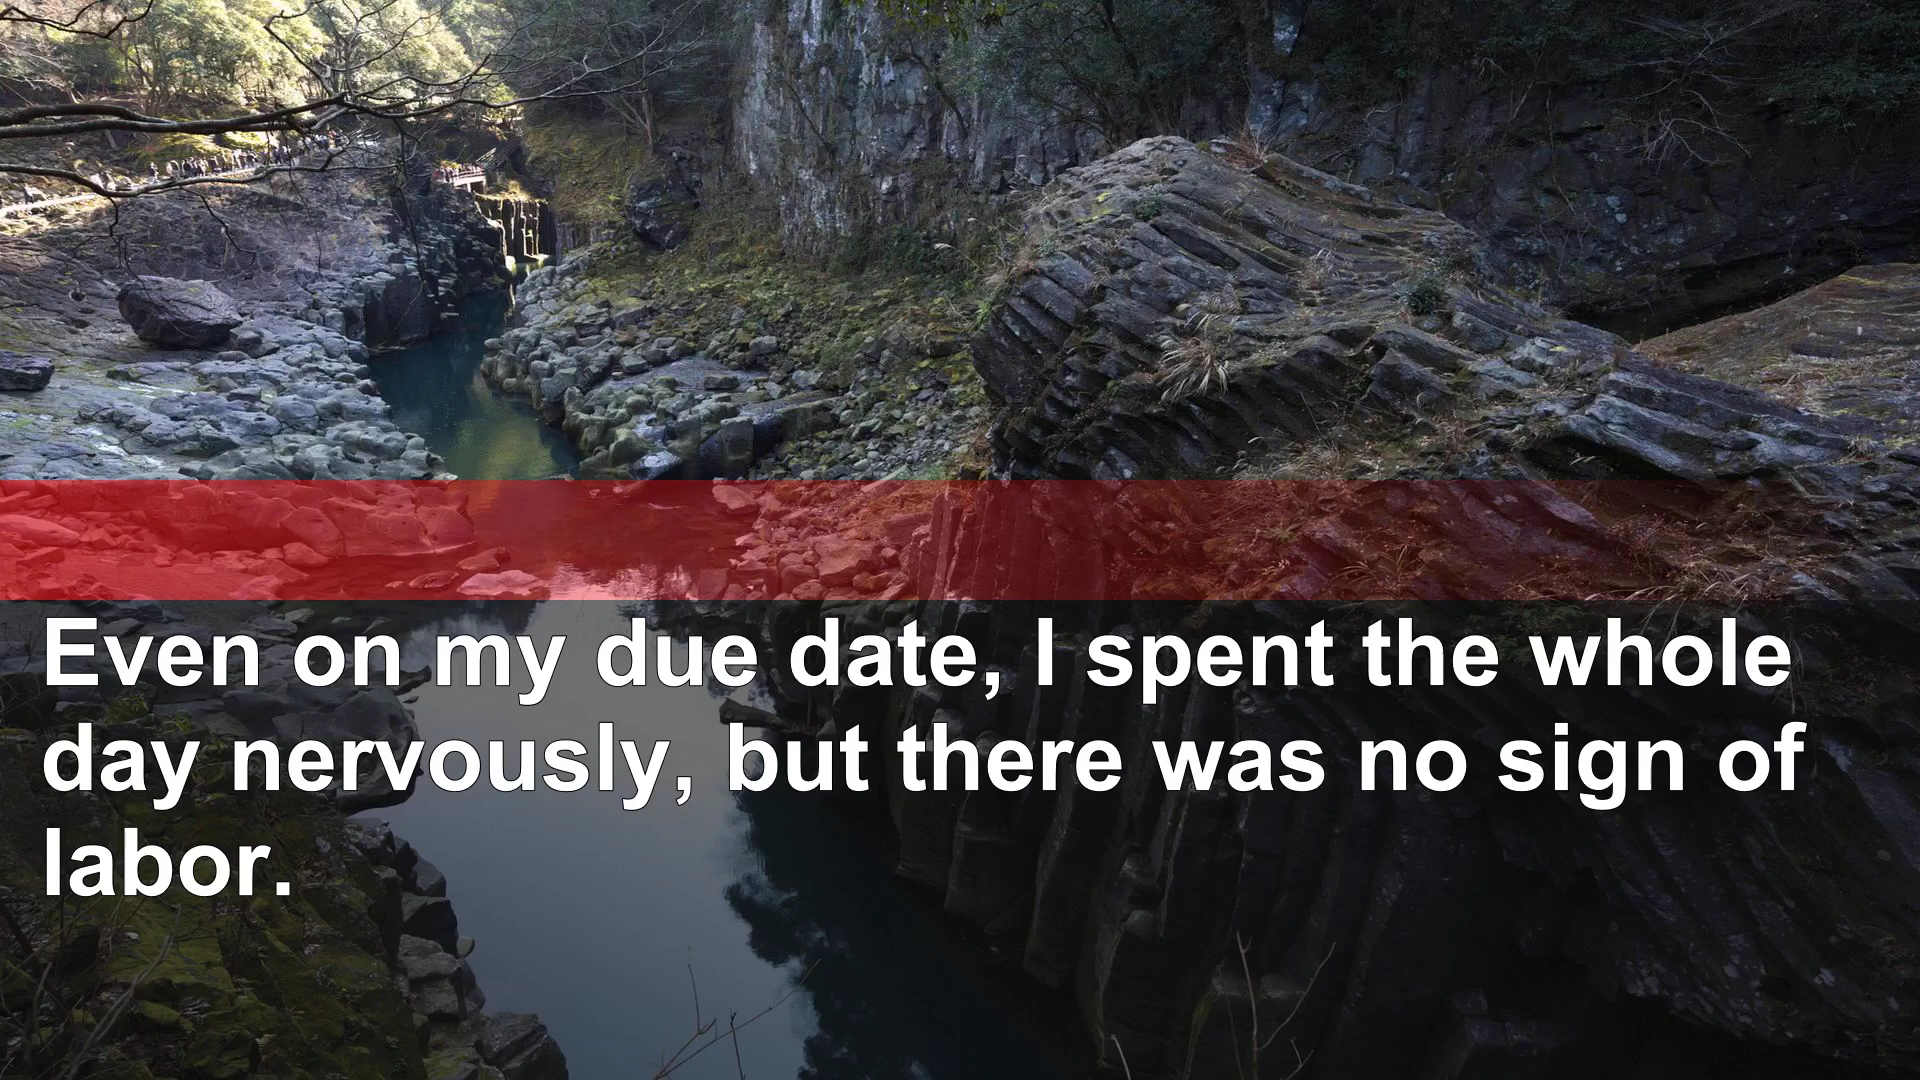 Even on my due date, I spent the whole
day nervously, but there was no sign of
labor.